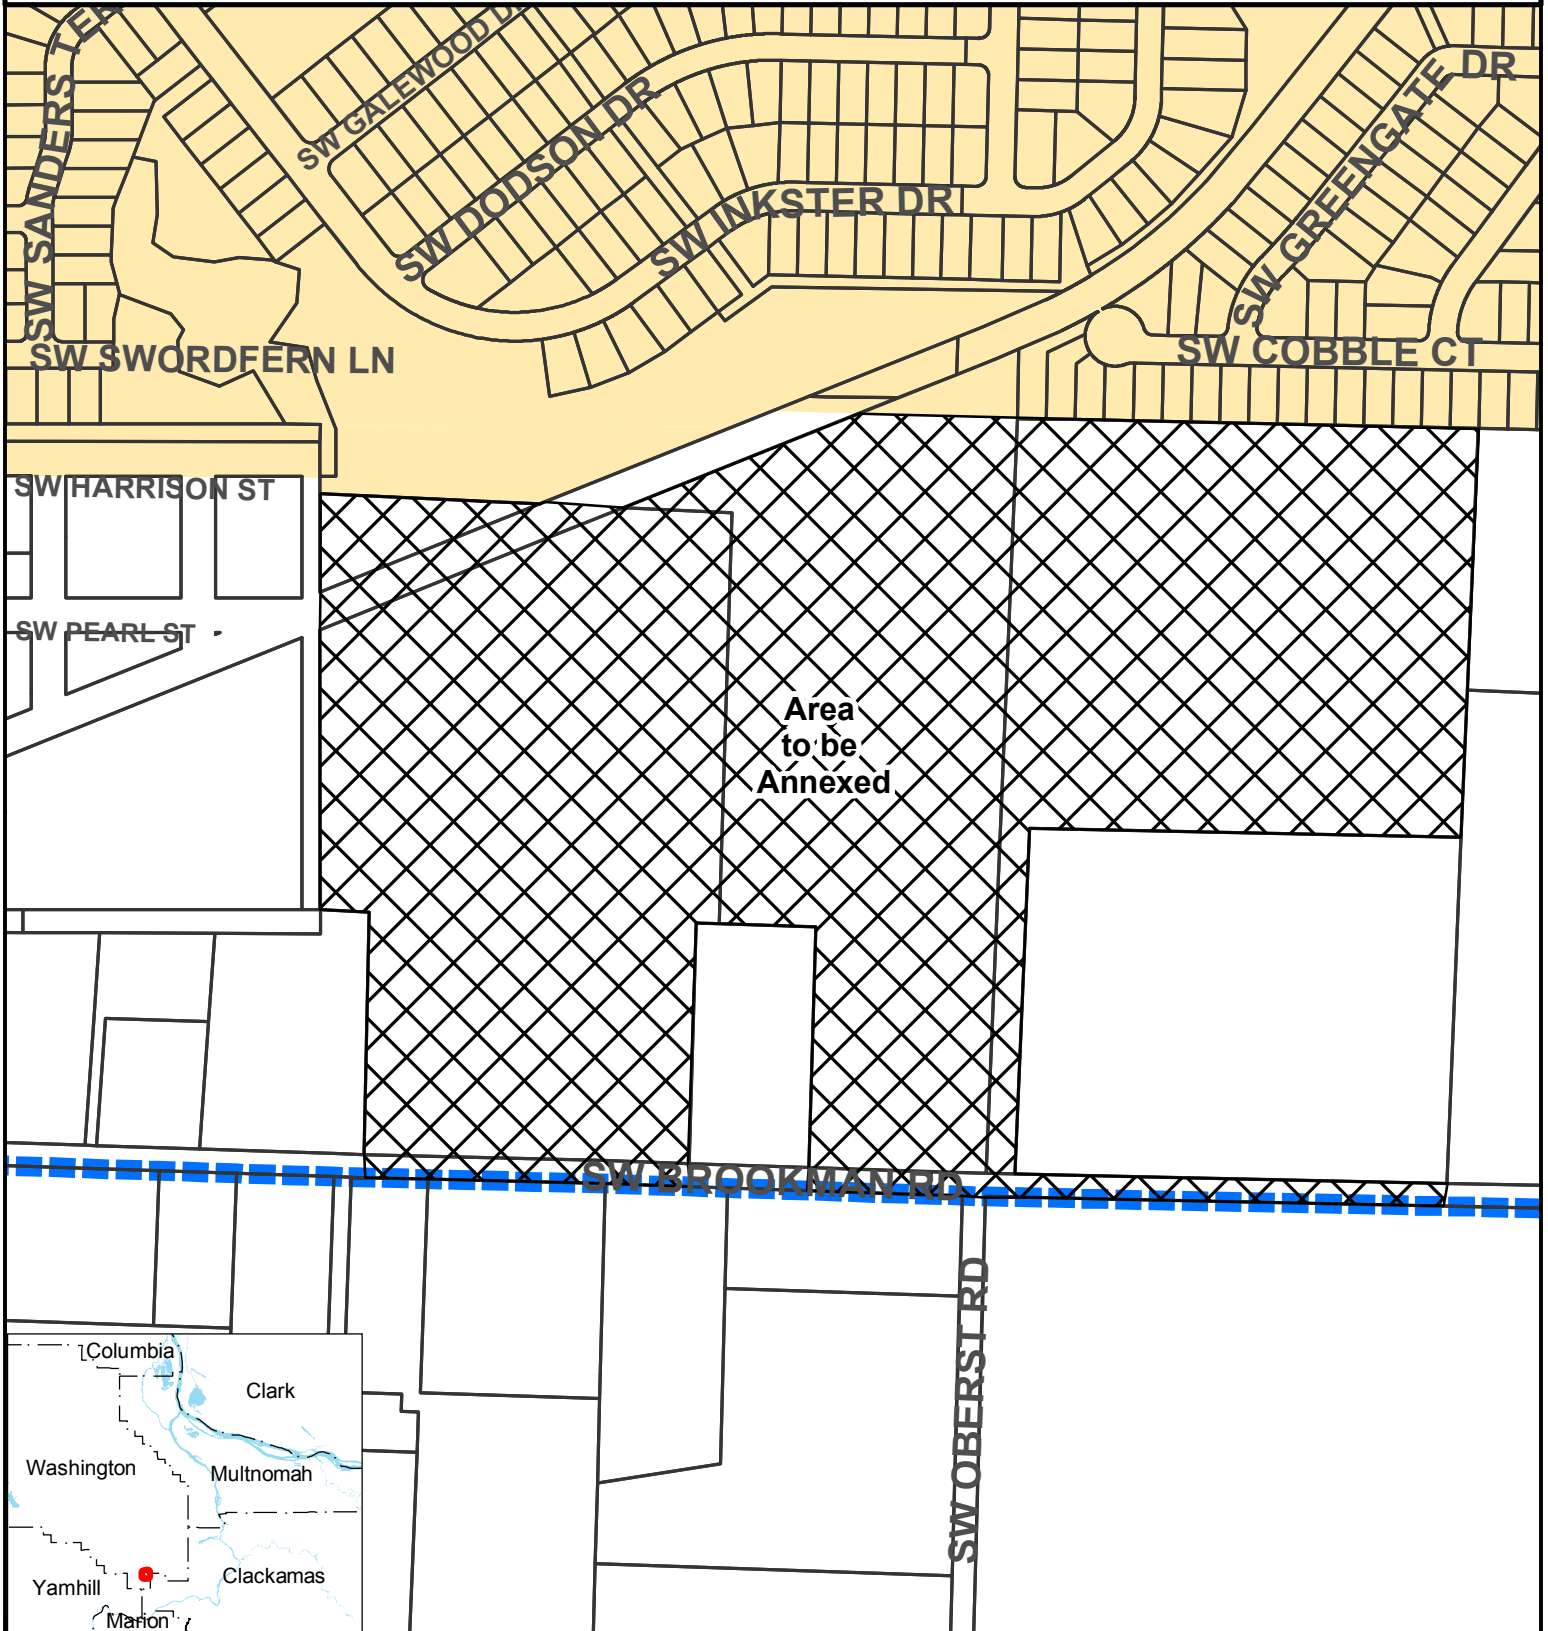 SW SANDERS TER
SW GALEWOOD
SW DODSON DR
SW INKSTER DR
SW GREENGATE DR
SW SWORDFERN LN
SW COBBLE CT
SW HARRISON ST
SW PEARL ST
Area
to be
Annexed
SW BROOKMAN RD
SW OBERST RD
Columbia
Clark
Washington
Multnomah
Yamhill
Clackamas
Marion